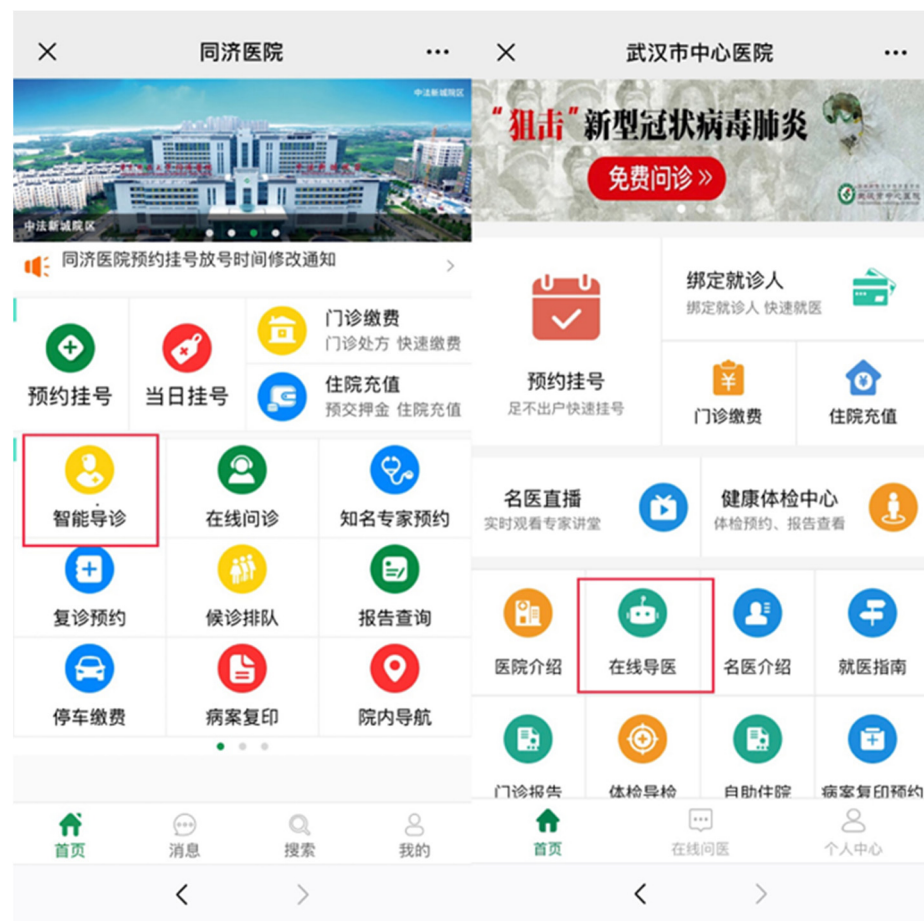 同济医院
中法新城院区
中法新城院区
同济医院预约挂号放号时间修改通知
预约挂号
当日挂号
门诊缴费
门诊处方 快速缴费
住院充值
预交押金 住院充值
智能导诊
在线问诊
知名专家预约
复诊预约
候诊排队
报告查询
停车缴费
病案复印
院内导航
首页
消息
搜索
我的
武汉市中心医院
“狙击”新型冠状病毒肺炎
免费问诊 »
武汉市中心医院
预约挂号
足不出户快速挂号
绑定就诊人
绑定就诊人 快速就医
门诊缴费
住院充值
名医直播
实时观看专家讲堂
健康体检中心
体检预约、报告查看
医院介绍
在线导医
名医介绍
就医指南
门诊报告
体检导检
自助住院
病案复印预约
首页
在线问医
个人中心